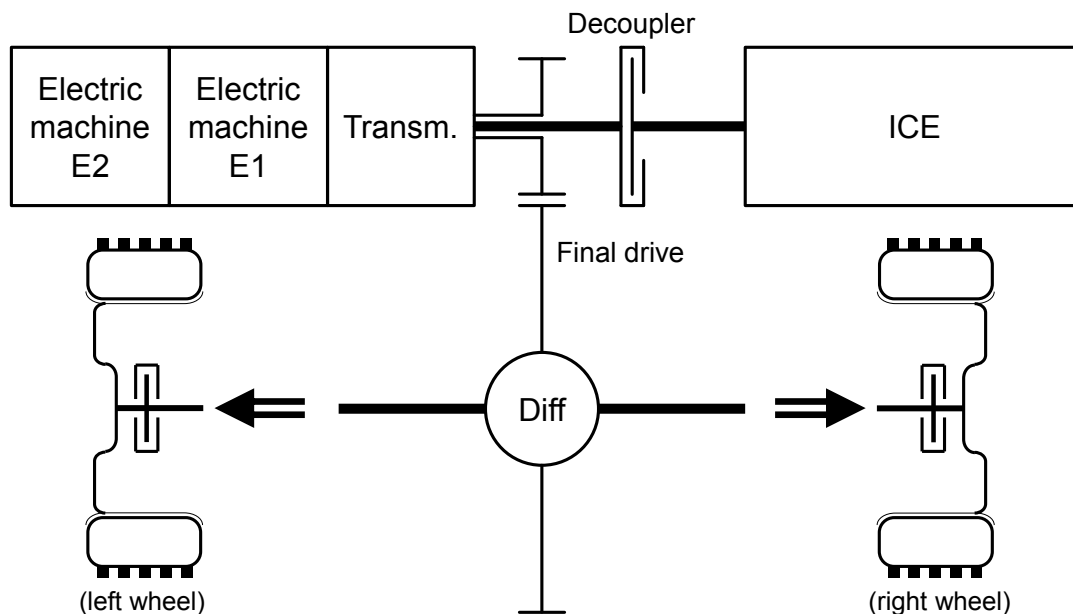 Decoupler
Electric
machine
E2
Electric
machine
E1
Transm.
ICE
Final drive
Diff
(left wheel)
(right wheel)